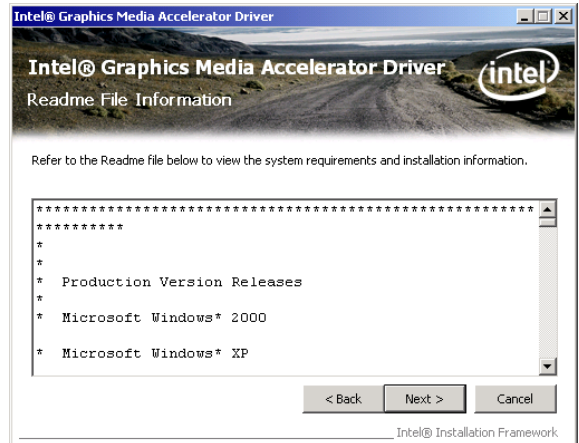 Intel® Graphics Media Accelerator Driver
Intel® Graphics Media Accelerator Driver
intel
Readme File Information
Refer to the Readme file below to view the system requirements and installation information.
*********************************************************
**********
*
*
* Production Version Releases
*
* Microsoft Windows* 2000
* Microsoft Windows* XP
< Back Next > Cancel
Intel® Installation Framework